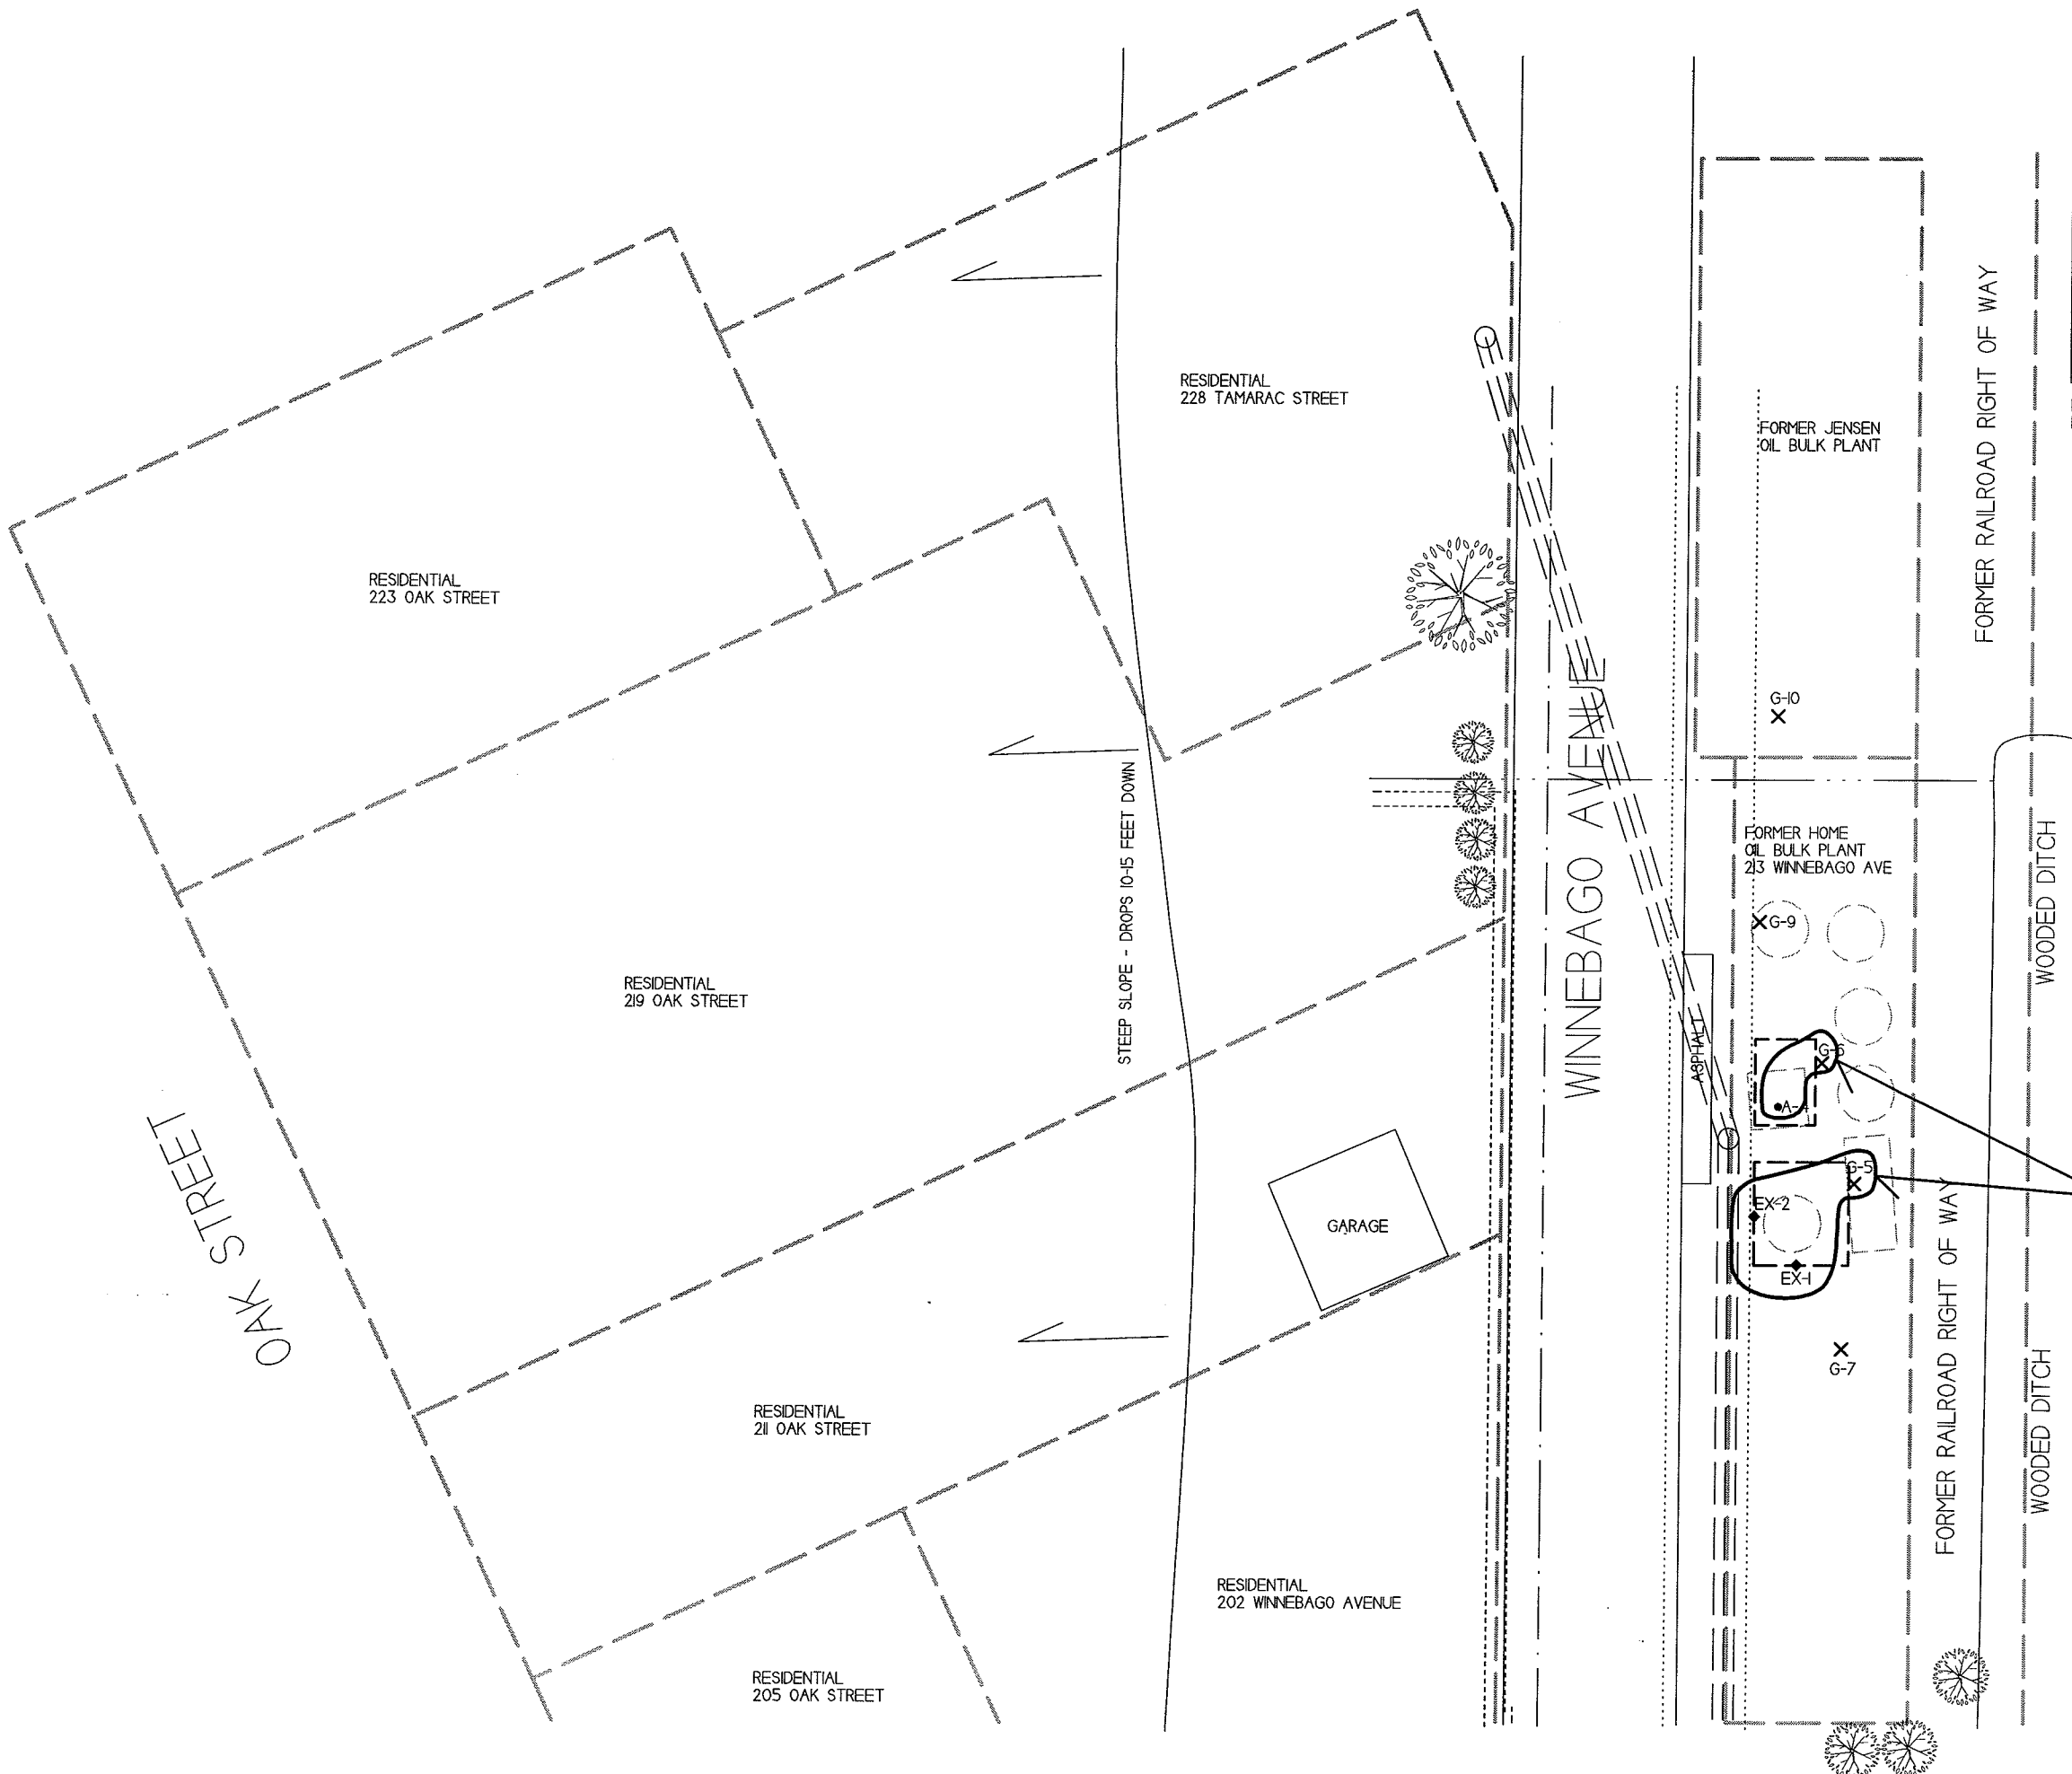 RESIDENTIAL
228 TAMARAC STREET
FORMER JENSEN
OIL BULK PLANT
FORMER RAILROAD RIGHT OF WAY
RESIDENTIAL
223 OAK STREET
G-10
STEEP SLOPE - DROPS 10-15 FEET DOWN
WINNEBAGO AVENUE
FORMER HOME
OIL BULK PLANT
213 WINNEBAGO AVE
WOODED DITCH
G-9
RESIDENTIAL
219 OAK STREET
ASPHALT
G-6
A-4
OAK STREET
GARAGE
G-5
EX-2
EX-1
FORMER RAILROAD RIGHT OF WAY
G-7
WOODED DITCH
RESIDENTIAL
211 OAK STREET
RESIDENTIAL
202 WINNEBAGO AVENUE
RESIDENTIAL
205 OAK STREET